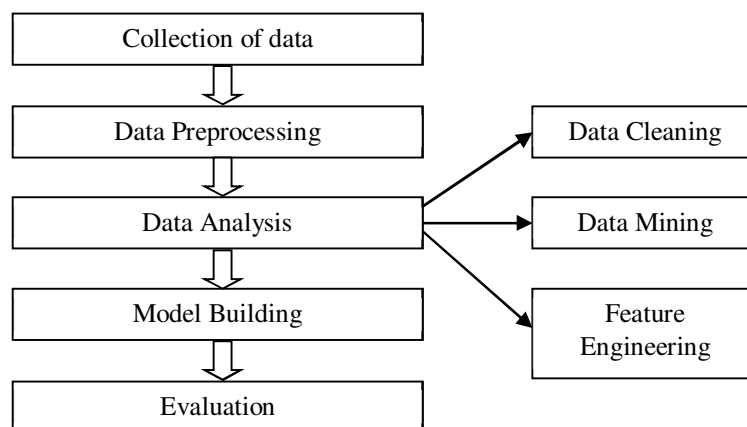 Collection of data
Data Preprocessing
Data Analysis
Model Building
Evaluation
Data Cleaning
Data Mining
Feature
Engineering